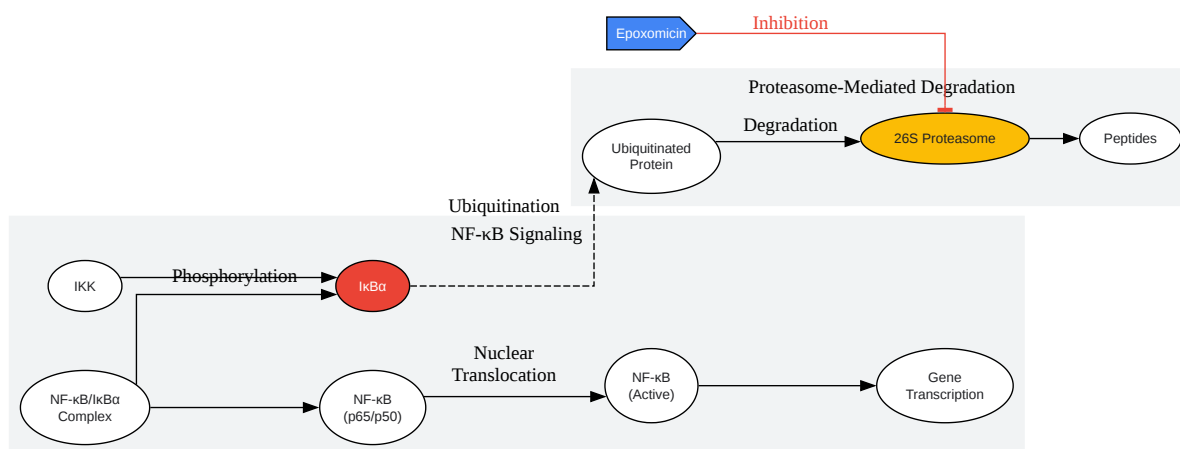 Epoxomicin
Inhibition
Proteasome-Mediated Degradation
Ubiquitinated
Protein
Degradation
26S Proteasome
Peptides
Ubiquitination
NF-κB Signaling
IKK
Phosphorylation
IκBα
NF-κB/IκBα
Complex
NF-κB
(p65/p50)
Nuclear
Translocation
NF-κB
(Active)
Gene
Transcription